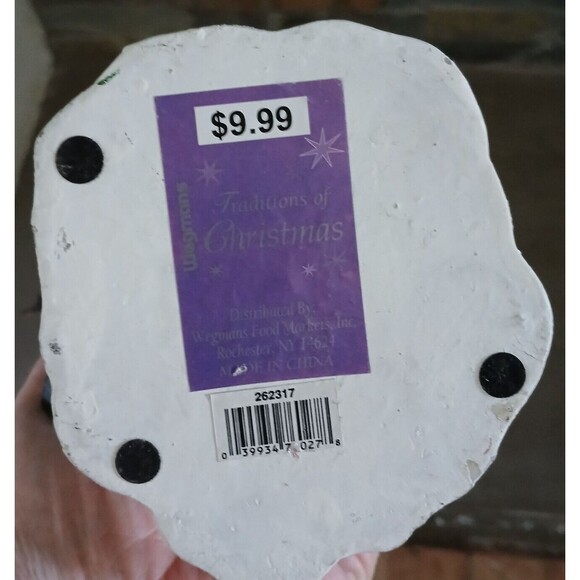 $9.99
Wegmans
Traditions of
Christmas
Distributed By:
Wegmans Food Markets, Inc.
Rochester, NY 14624
MADE IN CHINA
262317
0 39934 027 8